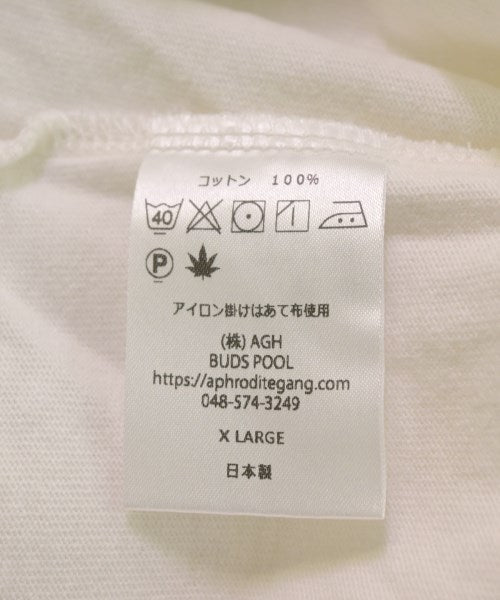 コットン 100%
40
P
アイロン掛けはあて布使用
(株) AGH
BUDS POOL
https://aphroditegang.com
048-574-3249
X LARGE
日本製